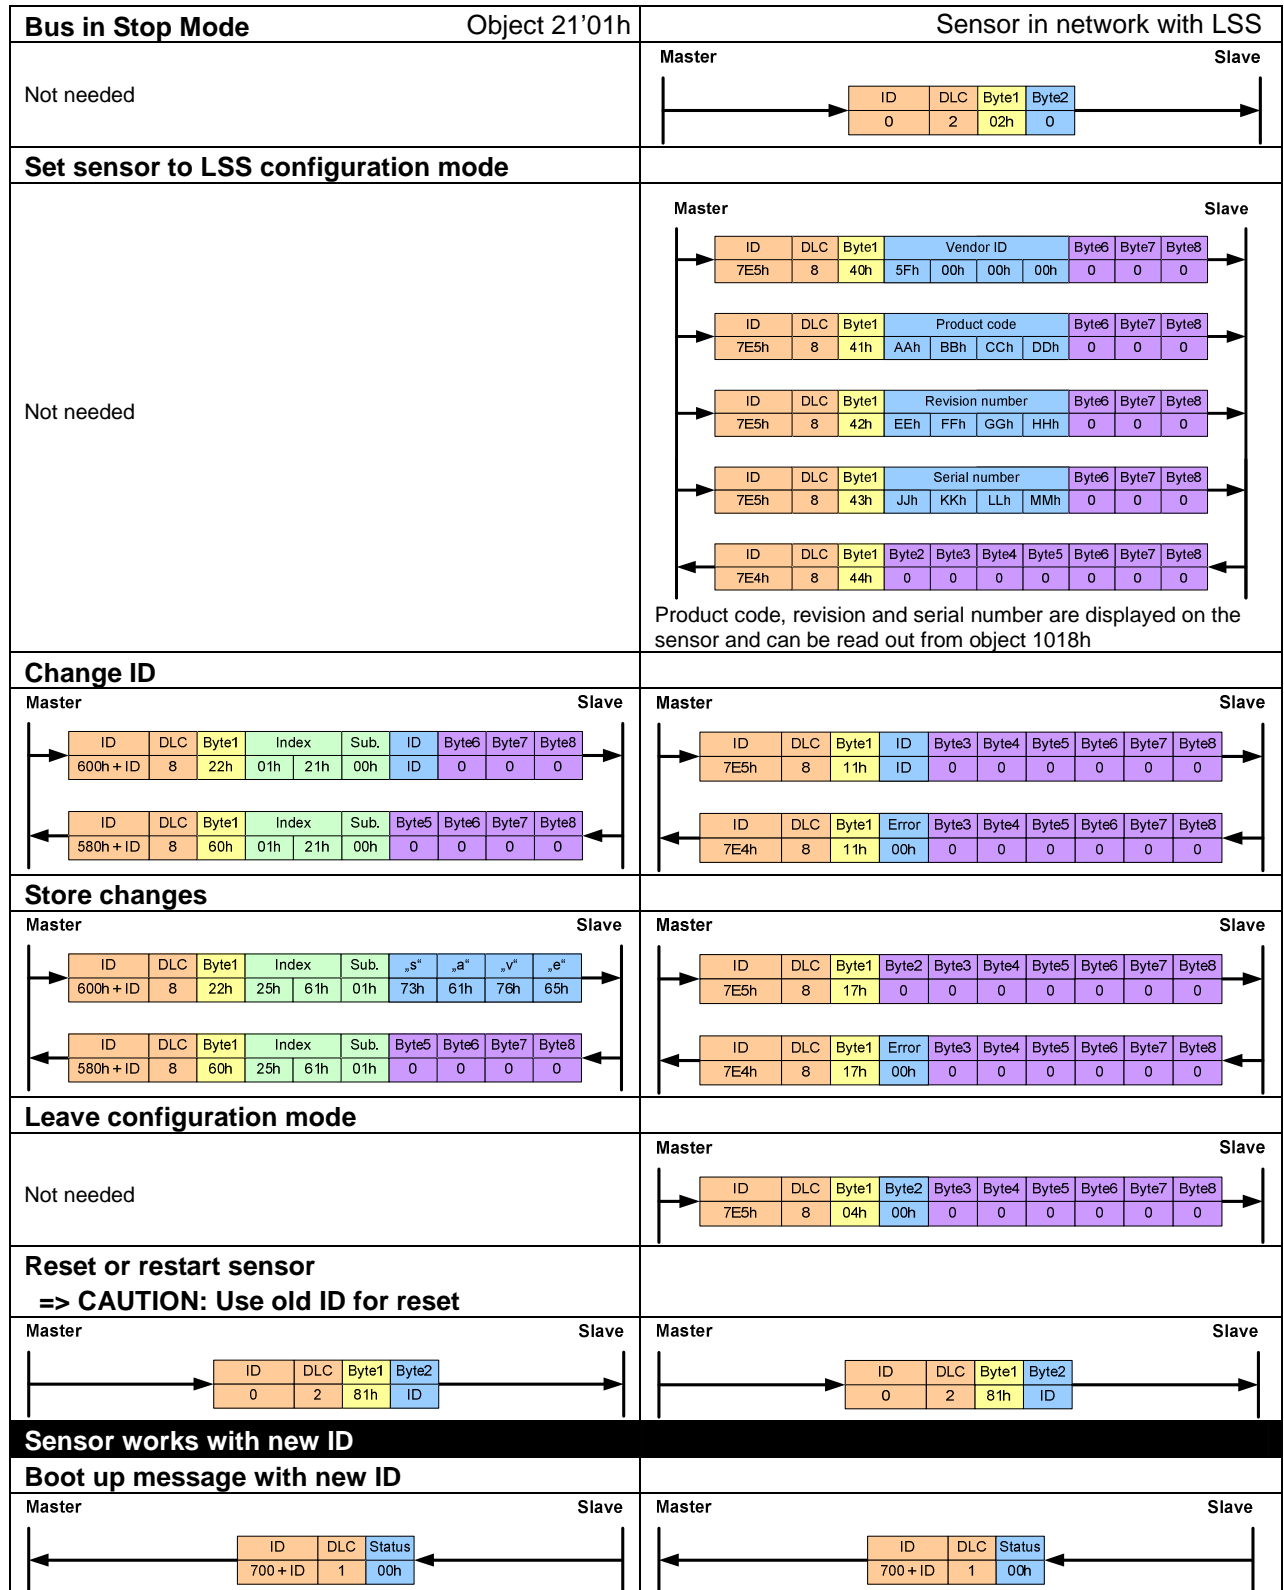 Bus in Stop Mode Object 21'01h Sensor in network with LSS
Not needed
Master Slave
ID DLC Byte1 Byte2
0 2 02h 0
Set sensor to LSS configuration mode
Not needed
Master Slave
ID DLC Byte1 Vendor ID Byte6 Byte7 Byte8
7E5h 8 40h 5Fh 00h 00h 00h 0 0 0
ID DLC Byte1 Product code Byte6 Byte7 Byte8
7E5h 8 41h AAh BBh CCh DDh 0 0 0
ID DLC Byte1 Revision number Byte6 Byte7 Byte8
7E5h 8 42h EEh FFh GGh HHh 0 0 0
ID DLC Byte1 Serial number Byte6 Byte7 Byte8
7E5h 8 43h JJh KKh LLh MMh 0 0 0
ID DLC Byte1 Byte2 Byte3 Byte4 Byte5 Byte6 Byte7 Byte8
7E4h 8 44h 0 0 0 0 0 0 0
Product code, revision and serial number are displayed on the
sensor and can be read out from object 1018h
Change ID
Master Slave
ID DLC Byte1 Index Sub. ID Byte6 Byte7 Byte8
600h + ID 8 22h 01h 21h 00h ID 0 0 0
ID DLC Byte1 Index Sub. Byte5 Byte6 Byte7 Byte8
580h + ID 8 60h 01h 21h 00h 0 0 0 0
Master Slave
ID DLC Byte1 ID Byte3 Byte4 Byte5 Byte6 Byte7 Byte8
7E5h 8 11h ID 0 0 0 0 0 0
ID DLC Byte1 Error Byte3 Byte4 Byte5 Byte6 Byte7 Byte8
7E4h 8 11h 00h 0 0 0 0 0 0
Store changes
Master Slave
ID DLC Byte1 Index Sub. „s“ „a“ „v“ „e“
600h + ID 8 22h 25h 61h 01h 73h 61h 76h 65h
ID DLC Byte1 Index Sub. Byte5 Byte6 Byte7 Byte8
580h + ID 8 60h 25h 61h 01h 0 0 0 0
Master Slave
ID DLC Byte1 Byte2 Byte3 Byte4 Byte5 Byte6 Byte7 Byte8
7E5h 8 17h 0 0 0 0 0 0 0
ID DLC Byte1 Error Byte3 Byte4 Byte5 Byte6 Byte7 Byte8
7E4h 8 17h 00h 0 0 0 0 0 0
Leave configuration mode
Not needed
Master Slave
ID DLC Byte1 Byte2 Byte3 Byte4 Byte5 Byte6 Byte7 Byte8
7E5h 8 04h 00h 0 0 0 0 0 0
Reset or restart sensor
=> CAUTION: Use old ID for reset
Master Slave
ID DLC Byte1 Byte2
0 2 81h ID
Master Slave
ID DLC Byte1 Byte2
0 2 81h ID
Sensor works with new ID
Boot up message with new ID
Master Slave
ID DLC Status
700 + ID 1 00h
Master Slave
ID DLC Status
700 + ID 1 00h